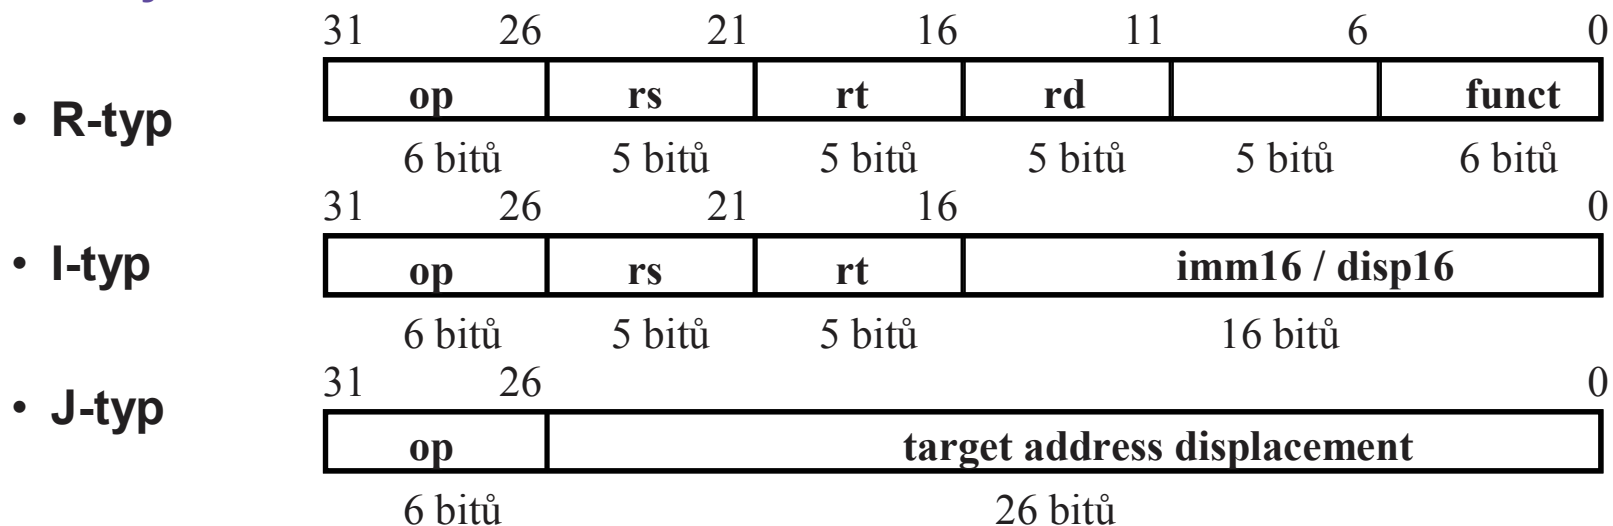 31 26 21 16 11 6 0
• R-typ
op rs rt rd funct
6 bitů 5 bitů 5 bitů 5 bitů 5 bitů 6 bitů
31 26 21 16 0
• I-typ
op rs rt imm16 / disp16
6 bitů 5 bitů 5 bitů 16 bitů
31 26 0
• J-typ
op target address displacement
6 bitů 26 bitů